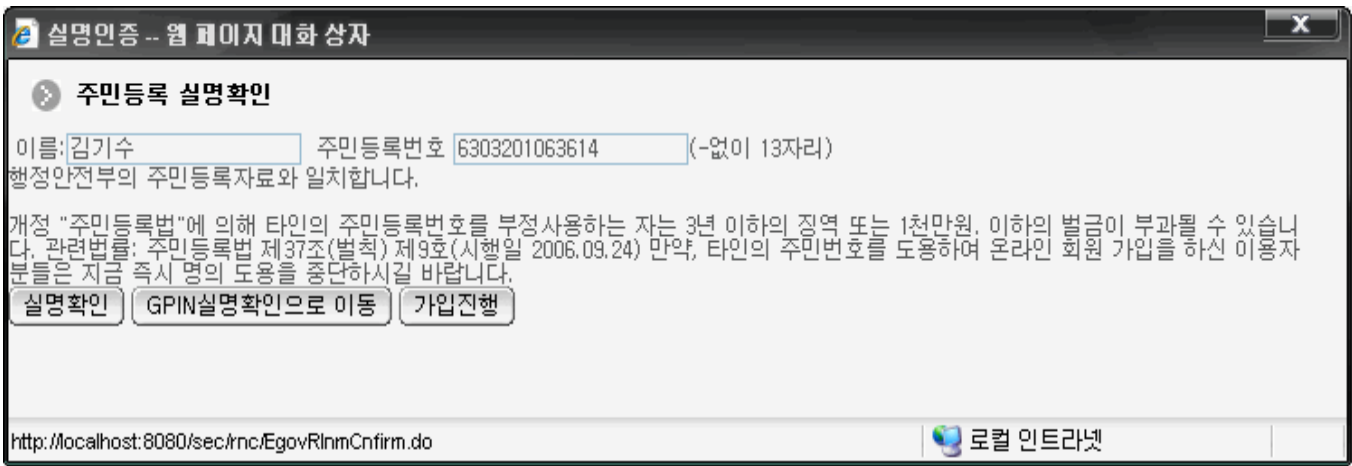 실명인증 -- 웹 페이지 대화 상자
주민등록 실명확인
이름: 김기수 주민등록번호 6303201063614 (-없이 13자리)
행정안전부의 주민등록자료와 일치합니다.
개정 "주민등록법"에 의해 타인의 주민등록번호를 부정사용하는 자는 3년 이하의 징역 또는 1천만원. 이하의 벌금이 부과될 수 있습니
다. 관련법률: 주민등록법 제37조(벌칙) 제9호(시행일 2006.09.24) 만약, 타인의 주민번호를 도용하여 온라인 회원 가입을 하신 이용자
분들은 지금 즉시 명의 도용을 중단하시길 바랍니다.
실명확인 GPIN실명확인으로 이동 가입진행
http://localhost:8080/sec/rnc/EgovRlnmCnfirm.do 로컬 인트라넷